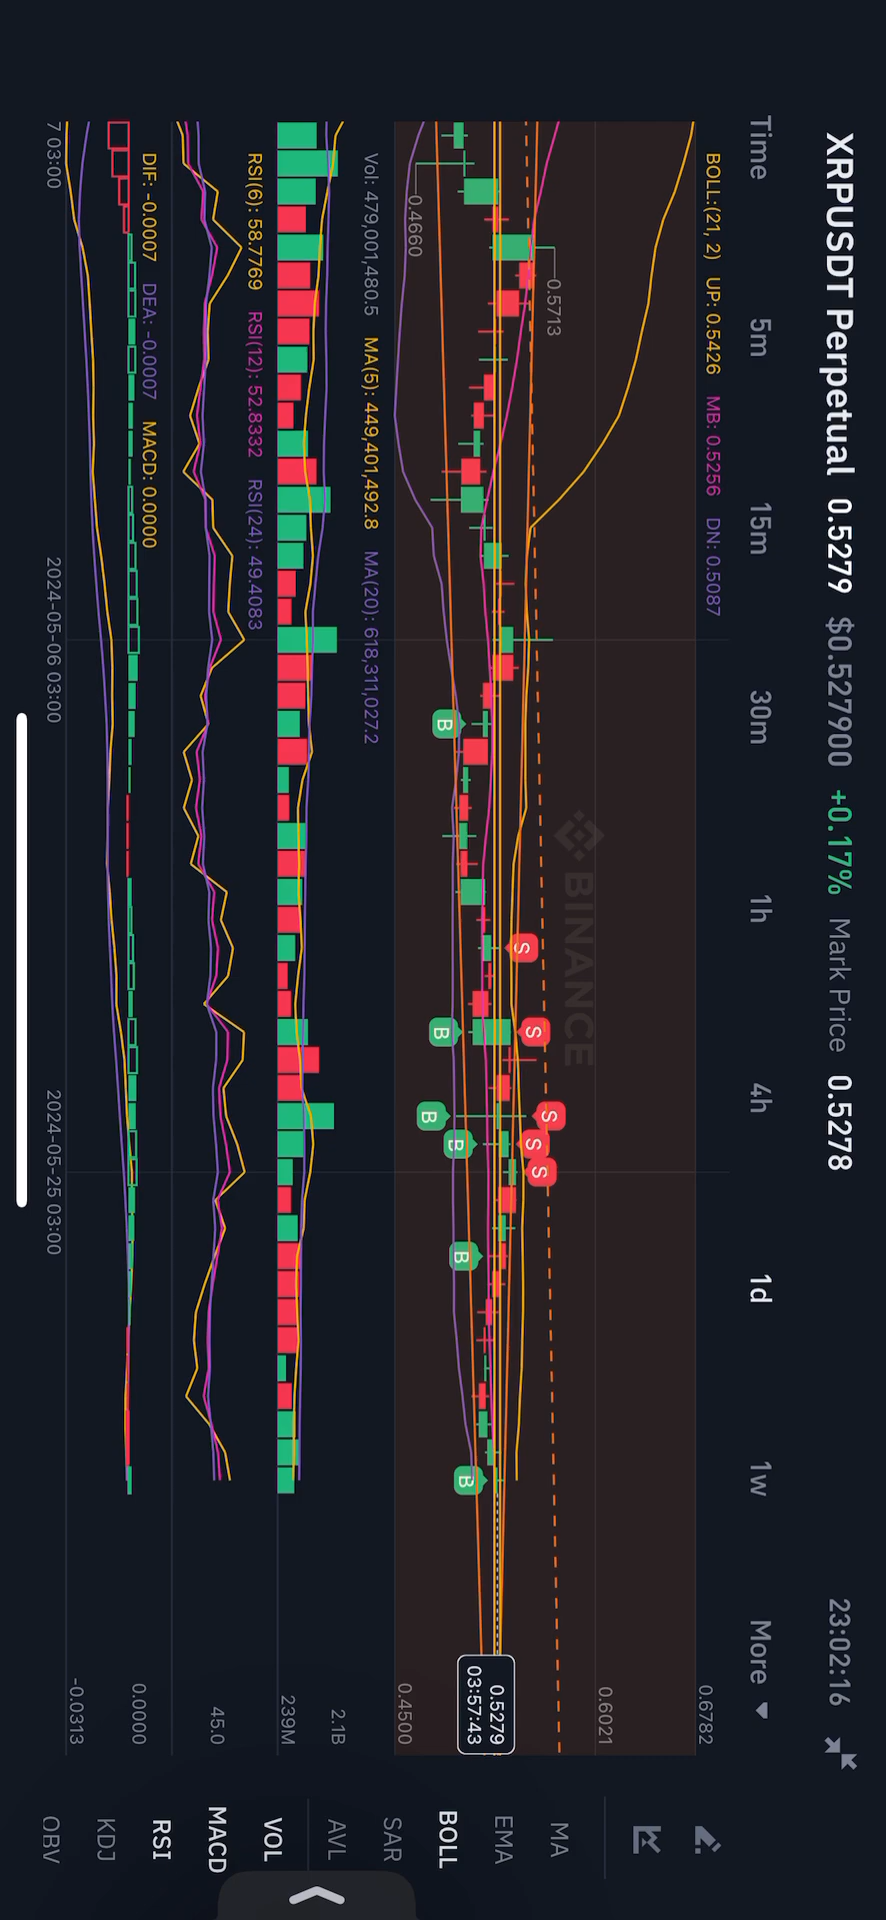 XRPUSDT Perpetual 0.5279 $0.527900 +0.17% Mark Price 0.5278 23:02:16
Time 5m 15m 30m 1h 4h 1d 1w More
BOLL:(21, 2) UP: 0.5426 MB: 0.5256 DN: 0.5087
0.6782
0.6021
0.5713
BINANCE
S
S
S
S
S
0.5279
03:57:43
B
B
B
B
B
B
0.4660
0.4500
Vol: 479,001,480.5 MA(5): 449,401,492.8 MA(20): 618,311,027.2
2.1B
239M
RSI(6): 58.7769 RSI(12): 52.8332 RSI(24): 49.4083
45.0
DIF: -0.0007 DEA: -0.0007 MACD: 0.0000
0.0000
-0.0313
7 03:00 2024-05-06 03:00 2024-05-25 03:00
MA
EMA
BOLL
SAR
AVL
VOL
MACD
RSI
KDJ
OBV